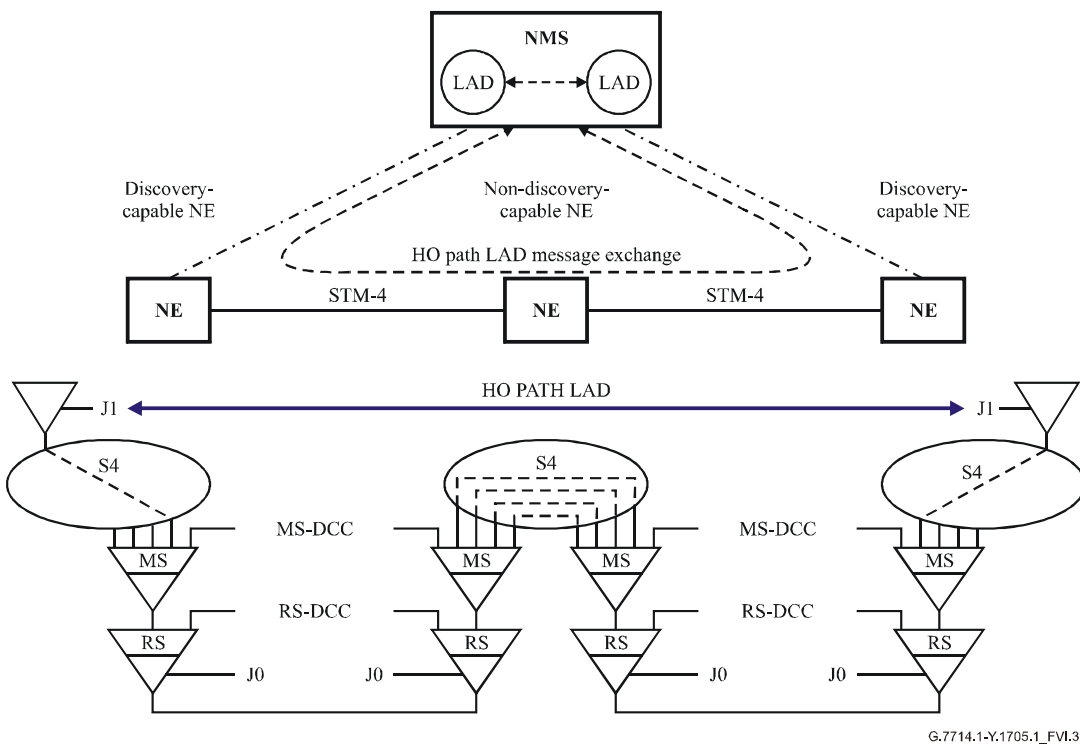 NMS
LAD LAD
Discovery-
capable NE
Non-discovery-
capable NE
Discovery-
capable NE
HO path LAD message exchange
NE STM-4 NE STM-4 NE
HO PATH LAD
J1 J1
S4 S4 S4
MS-DCC MS-DCC
MS MS MS MS
RS-DCC RS-DCC
RS RS RS RS
J0 J0 J0 J0
G.7714.1-Y.1705.1_FVI.3